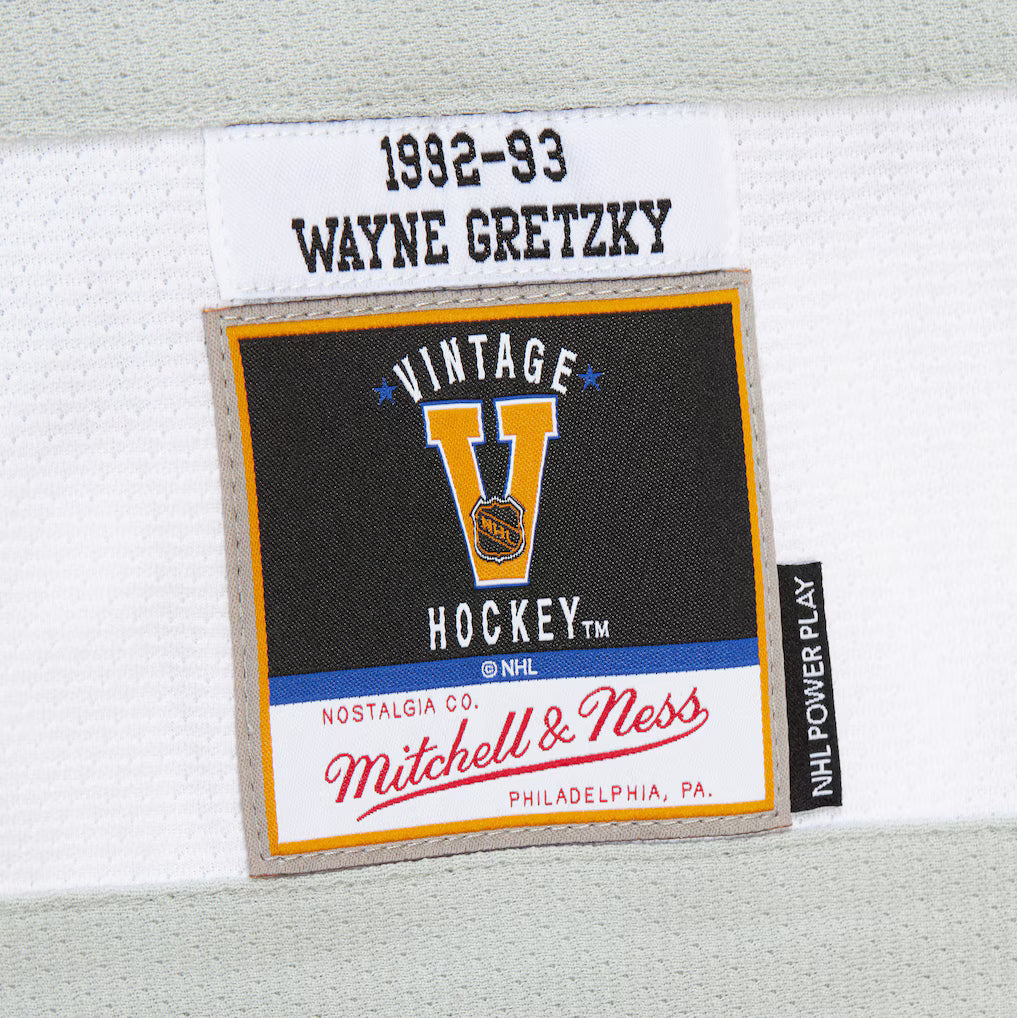 1992-93
WAYNE GRETZKY
VINTAGE
V
NHL
HOCKEY™
© NHL
NOSTALGIA CO.
Mitchell & Ness
PHILADELPHIA, PA.
NHL POWER PLAY